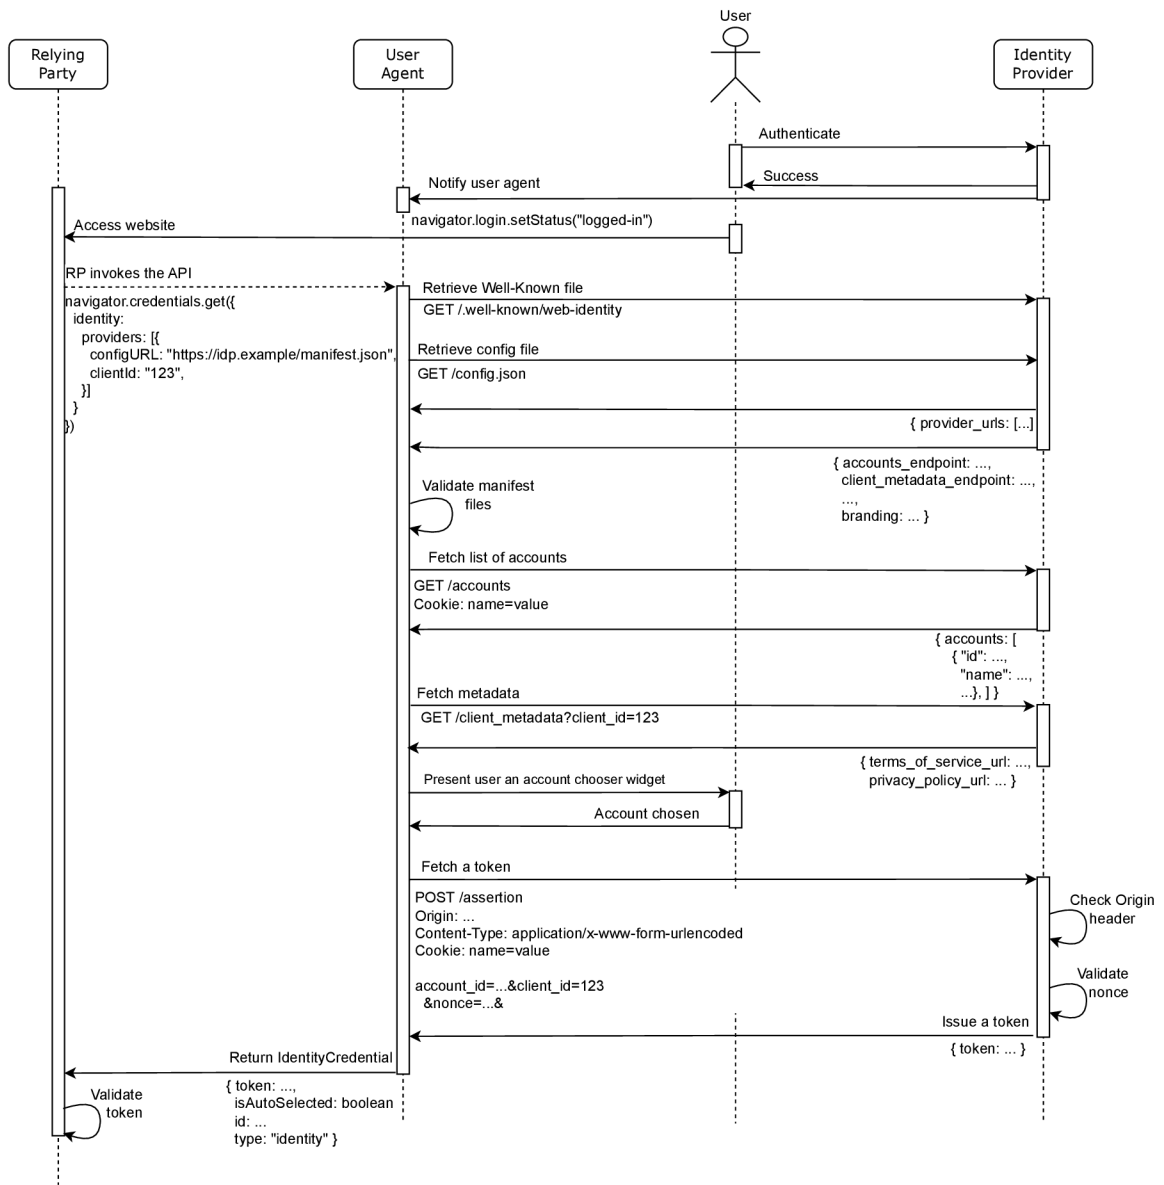 User
Relying
Party
User
Agent
Identity
Provider
Authenticate
Success
Notify user agent
navigator.login.setStatus("logged-in")
Access website
RP invokes the API
navigator.credentials.get({
identity:
providers: [{
configURL: "https://idp.example/manifest.json",
clientId: "123",
}]
}
})
Retrieve Well-Known file
GET /.well-known/web-identity
Retrieve config file
GET /config.json
{ provider_urls: [...]
{ accounts_endpoint: ...,
client_metadata_endpoint: ...,
...,
branding: ... }
Validate manifest
files
Fetch list of accounts
GET /accounts
Cookie: name=value
{ accounts: [
{ "id": ...,
"name": ...,
...}, ] }
Fetch metadata
GET /client_metadata?client_id=123
{ terms_of_service_url: ...,
privacy_policy_url: ... }
Present user an account chooser widget
Account chosen
Fetch a token
POST /assertion
Origin: ...
Content-Type: application/x-www-form-urlencoded
Cookie: name=value
account_id=...&client_id=123
&nonce=...&
Check Origin
header
Validate
nonce
Issue a token
{ token: ... }
Return IdentityCredential
{ token: ...,
isAutoSelected: boolean
id: ...
type: "identity" }
Validate
token